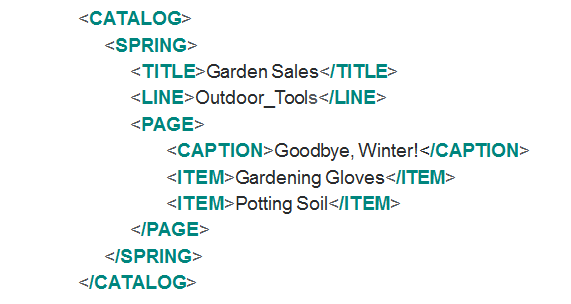 <CATALOG>
<SPRING>
<TITLE>Garden Sales</TITLE>
<LINE>Outdoor_Tools</LINE>
<PAGE>
<CAPTION>Goodbye, Winter!</CAPTION>
<ITEM>Gardening Gloves</ITEM>
<ITEM>Potting Soil</ITEM>
</PAGE>
</SPRING>
</CATALOG>